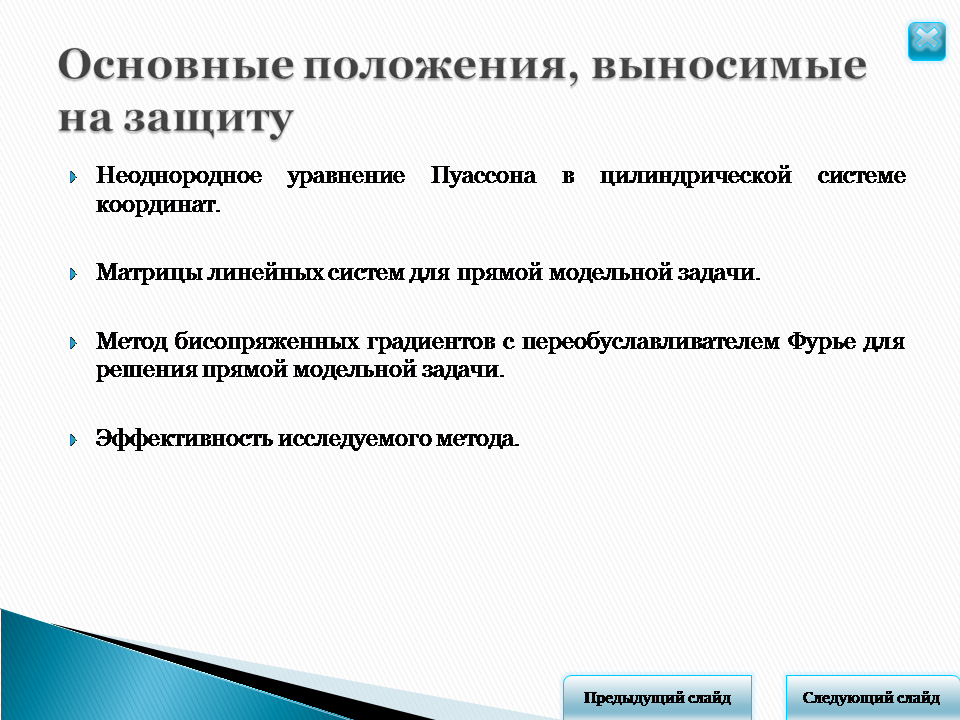 Основные положения, выносимые
на защиту
Неоднородное уравнение Пуассона в цилиндрической системе
координат.
Матрицы линейных систем для прямой модельной задачи.
Метод бисопряженных градиентов с переобуславливателем Фурье для
решения прямой модельной задачи.
Эффективность исследуемого метода.
Предыдущий слайд
Следующий слайд